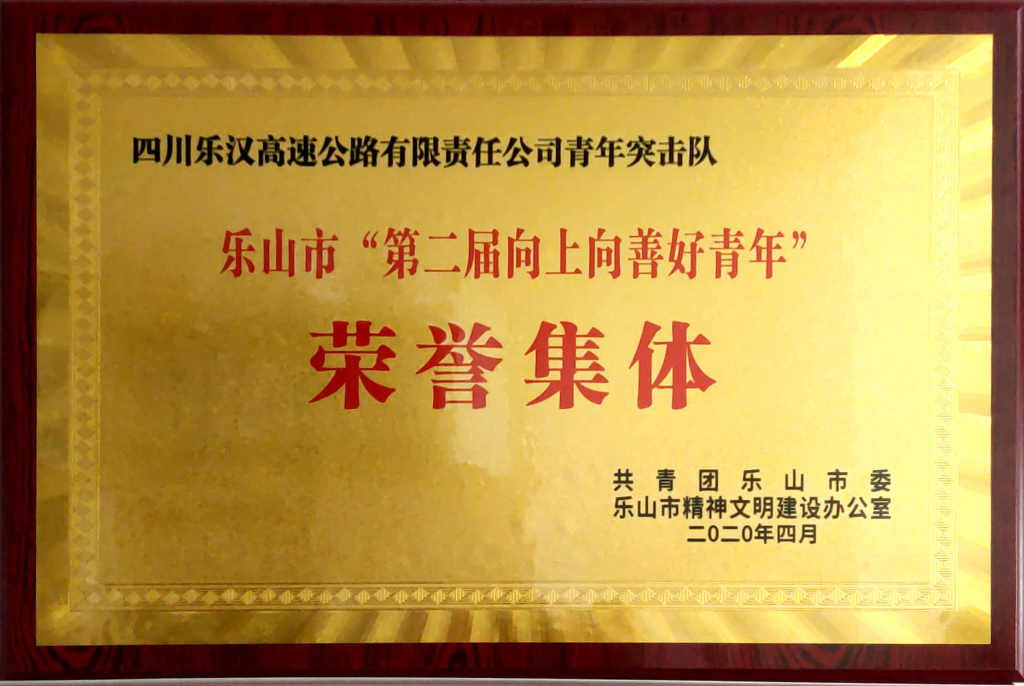 四川乐汉高速公路有限责任公司青年突击队
乐山市“第二届向上向善好青年”
荣誉集体
共青团乐山市委
乐山市精神文明建设办公室
二〇二〇年四月